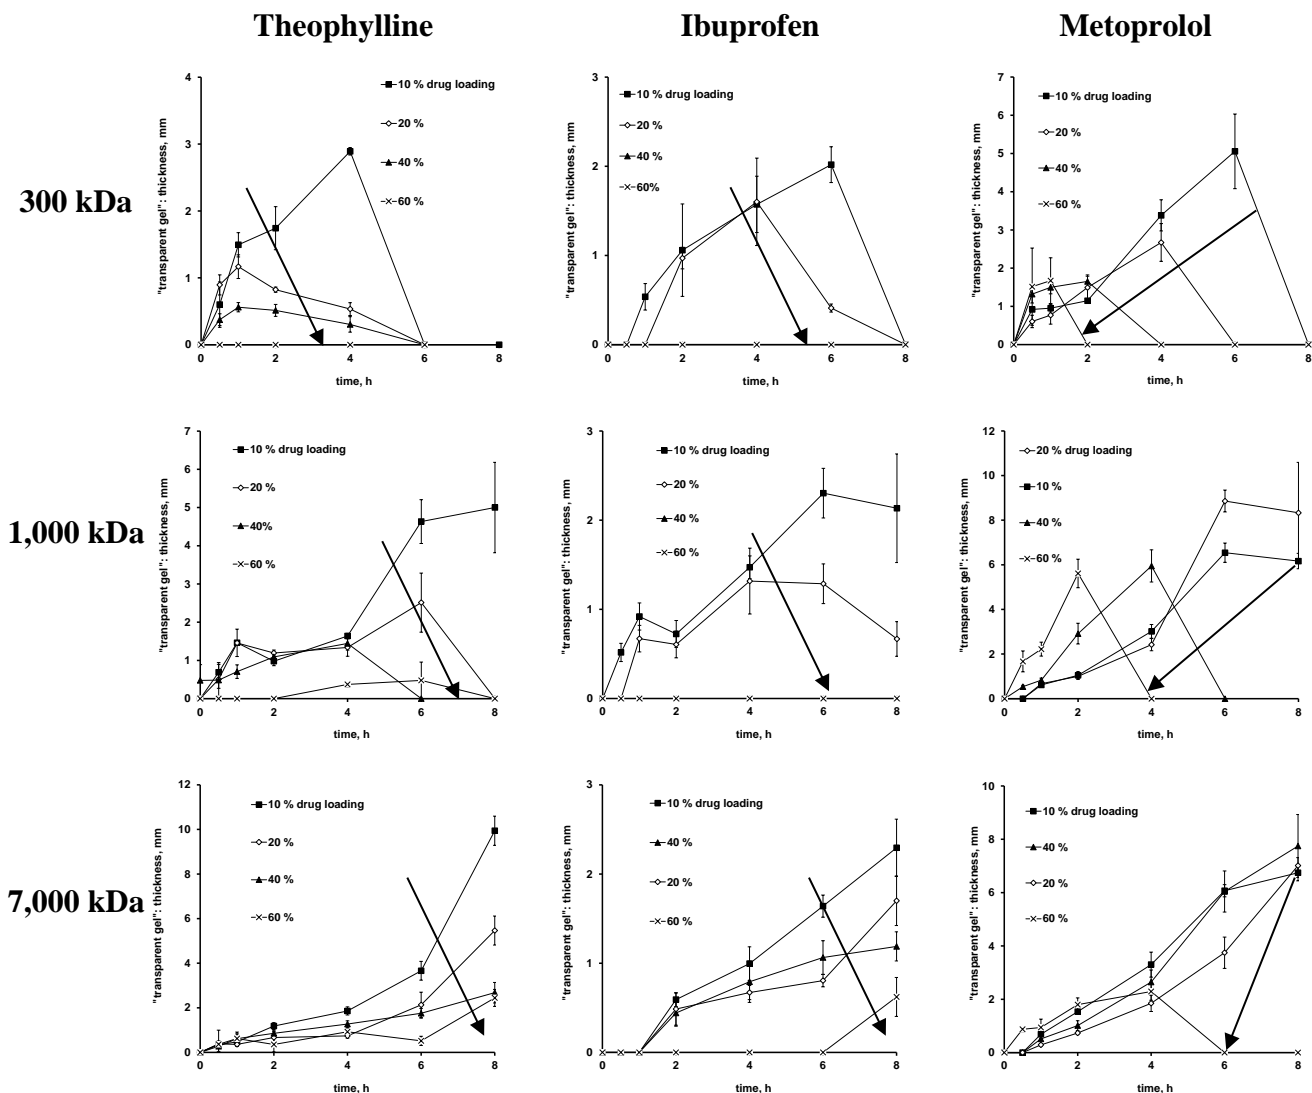 Theophylline Ibuprofen Metoprolol
300 kDa
"transparent gel": thickness, mm
4
3
2
1
0
10 % drug loading
20 %
40 %
60 %
0 2 4 6 8
time, h
"transparent gel": thickness, mm
3
2
1
0
10 % drug loading
20 %
40 %
60%
0 2 4 6 8
time, h
"transparent gel": thickness, mm
7
6
5
4
3
2
1
0
10 % drug loading
20 %
40 %
60 %
0 2 4 6 8
time, h
1,000 kDa
"transparent gel": thickness, mm
7
6
5
4
3
2
1
0
10 % drug loading
20 %
40%
60 %
0 2 4 6 8
time, h
"transparent gel": thickness, mm
3
2
1
0
10 % drug loading
20 %
40 %
60 %
0 2 4 6 8
time, h
"transparent gel": thickness, mm
12
10
8
6
4
2
0
20 % drug loading
10 %
40 %
60 %
0 2 4 6 8
time, h
7,000 kDa
"transparent gel": thickness, mm
12
10
8
6
4
2
0
10 % drug loading
20 %
40 %
60 %
0 2 4 6 8
time, h
"transparent gel": thickness, mm
3
2
1
0
10 % drug loading
40 %
20 %
60 %
0 2 4 6 8
time, h
"transparent gel": thickness, mm
10
8
6
4
2
0
10 % drug loading
40 %
20 %
60 %
0 2 4 6 8
time, h